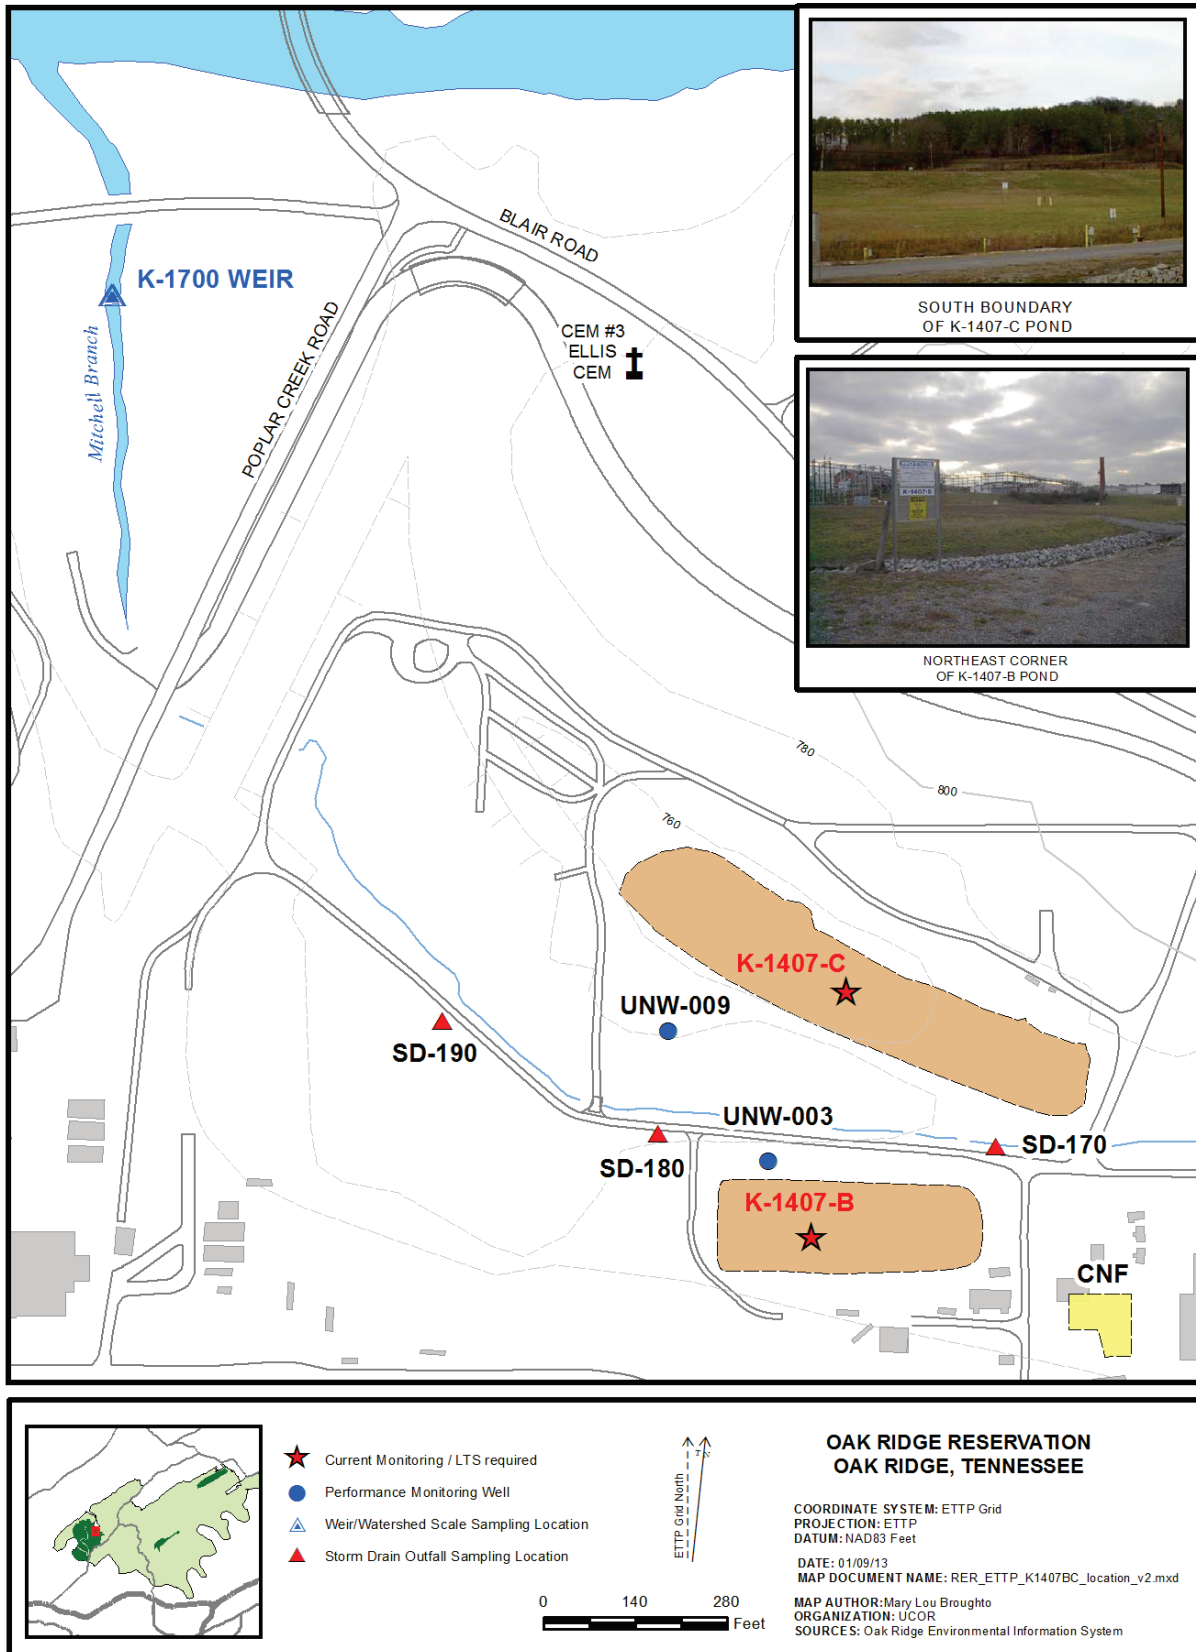 SOUTH BOUNDARY
OF K-1407-C POND
NOTICE
K-1407-B
NORTHEAST CORNER
OF K-1407-B POND
BLAIR ROAD
K-1700 WEIR
Mitchell Branch
POPLAR CREEK ROAD
CEM #3
ELLIS
CEM
780
800
760
K-1407-C
UNW-009
SD-190
UNW-003
SD-180
SD-170
K-1407-B
CNF
Current Monitoring / LTS required
Performance Monitoring Well
Weir/Watershed Scale Sampling Location
Storm Drain Outfall Sampling Location
ETTP Grid North
T N
0 140 280
Feet
OAK RIDGE RESERVATION
OAK RIDGE, TENNESSEE
COORDINATE SYSTEM: ETTP Grid
PROJECTION: ETTP
DATUM: NAD83 Feet
DATE: 01/09/13
MAP DOCUMENT NAME: RER_ETTP_K1407BC_location_v2.mxd
MAP AUTHOR:Mary Lou Broughto
ORGANIZATION: UCOR
SOURCES: Oak Ridge Environmental Information System